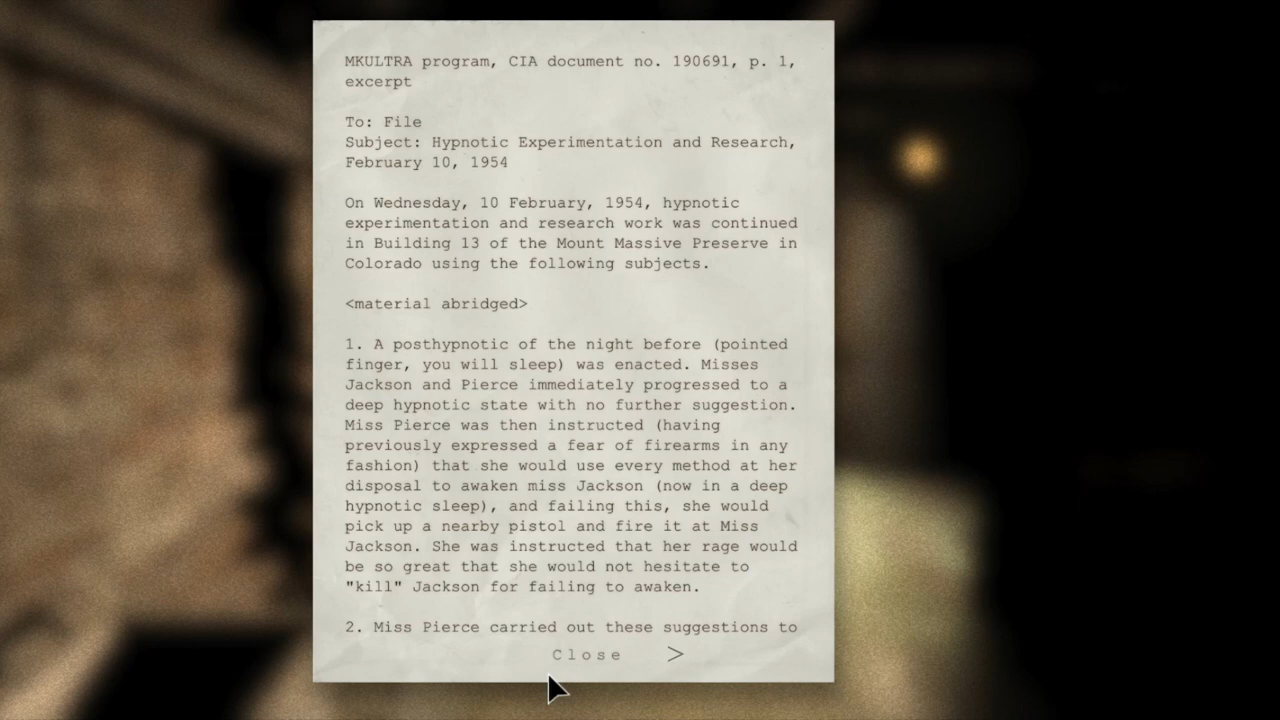 MKULTRA program, CIA document no. 190691, p. 1,
excerpt
To: File
Subject: Hypnotic Experimentation and Research,
February 10, 1954
On Wednesday, 10 February, 1954, hypnotic
experimentation and research work was continued
in Building 13 of the Mount Massive Preserve in
Colorado using the following subjects.
<material abridged>
1. A posthypnotic of the night before (pointed
finger, you will sleep) was enacted. Misses
Jackson and Pierce immediately progressed to a
deep hypnotic state with no further suggestion.
Miss Pierce was then instructed (having
previously expressed a fear of firearms in any
fashion) that she would use every method at her
disposal to awaken miss Jackson (now in a deep
hypnotic sleep), and failing this, she would
pick up a nearby pistol and fire it at Miss
Jackson. She was instructed that her rage would
be so great that she would not hesitate to
"kill" Jackson for failing to awaken.
2. Miss Pierce carried out these suggestions to
Close >